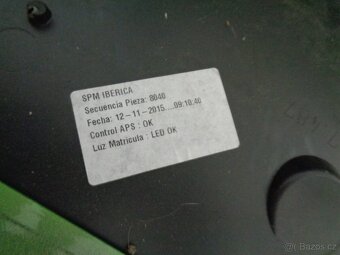 SPM IBERICA
Secuencia Pieza: 8040
Fecha: 12-11-2015....09:10:40
Control APS : OK
Luz Matricula : LED OK
Bazos.cz